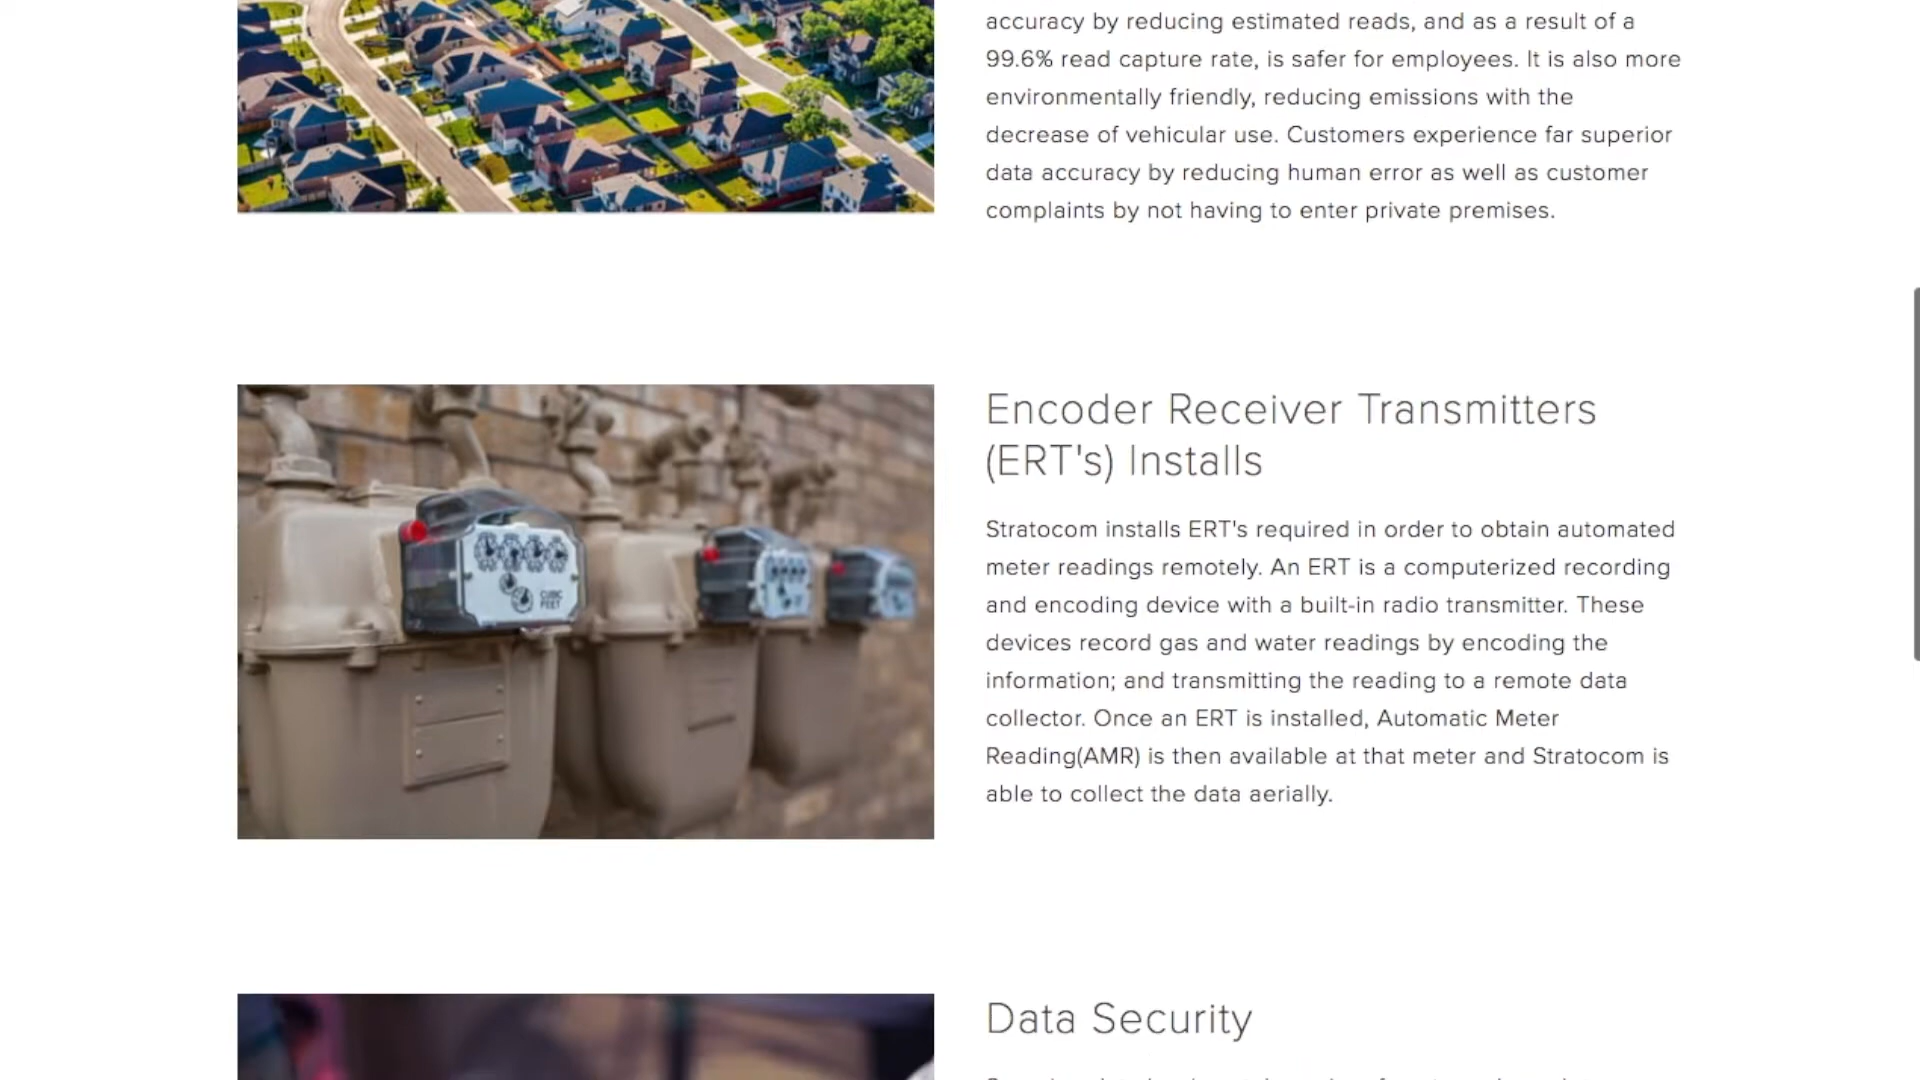 accuracy by reducing estimated reads, and as a result of a
99.6% read capture rate, is safer for employees. It is also more
environmentally friendly, reducing emissions with the
decrease of vehicular use. Customers experience far superior
data accuracy by reducing human error as well as customer
complaints by not having to enter private premises.
Encoder Receiver Transmitters
(ERT's) Installs
Stratocom installs ERT's required in order to obtain automated
meter readings remotely. An ERT is a computerized recording
and encoding device with a built-in radio transmitter. These
devices record gas and water readings by encoding the
information; and transmitting the reading to a remote data
collector. Once an ERT is installed, Automatic Meter
Reading(AMR) is then available at that meter and Stratocom is
able to collect the data aerially.
CUBIC
FEET
Data Security